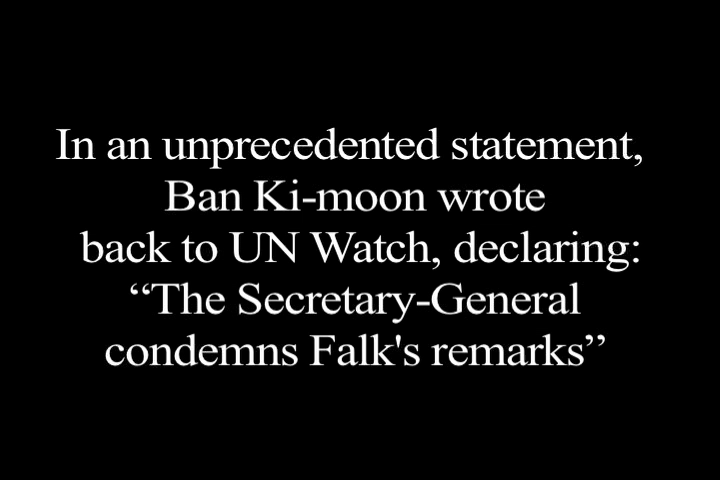 In an unprecedented statement,
Ban Ki-moon wrote
back to UN Watch, declaring:
“The Secretary-General
condemns Falk's remarks”